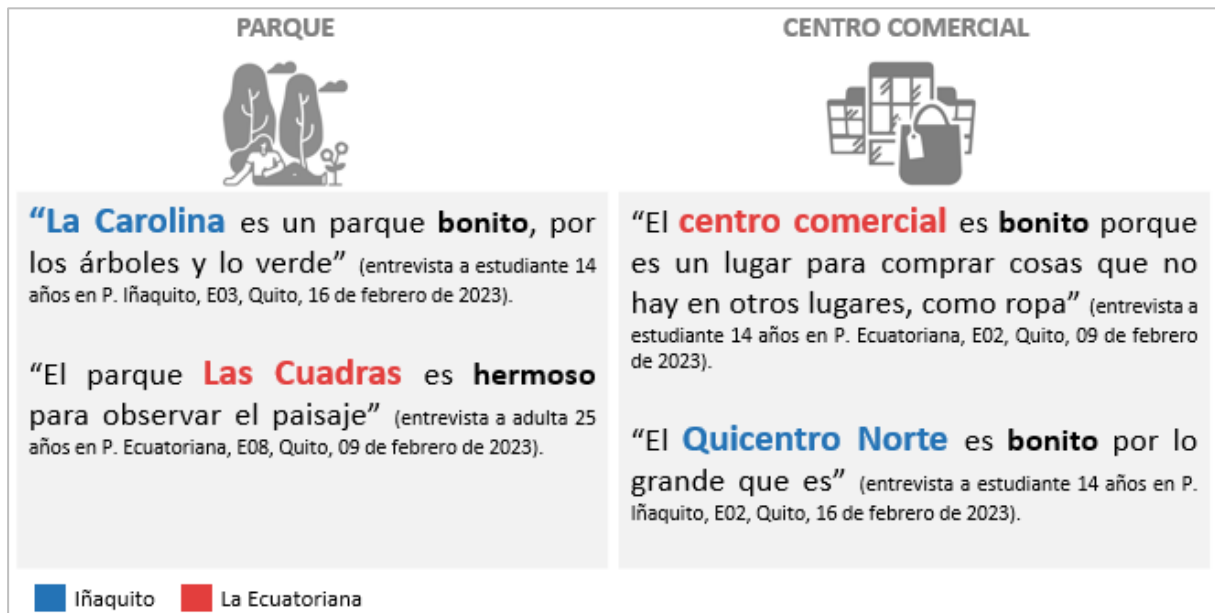 PARQUE
“La Carolina es un parque bonito, por
los árboles y lo verde” (entrevista a estudiante 14
años en P. Iñaquito, E03, Quito, 16 de febrero de 2023).
“El parque Las Cuadras es hermoso
para observar el paisaje” (entrevista a adulta 25
años en P. Ecuatoriana, E08, Quito, 09 de febrero de 2023).
CENTRO COMERCIAL
“El centro comercial es bonito porque
es un lugar para comprar cosas que no
hay en otros lugares, como ropa” (entrevista a
estudiante 14 años en P. Ecuatoriana, E02, Quito, 09 de febrero
de 2023).
“El Quicentro Norte es bonito por lo
grande que es” (entrevista a estudiante 14 años en P.
Iñaquito, E02, Quito, 16 de febrero de 2023).
Iñaquito
La Ecuatoriana